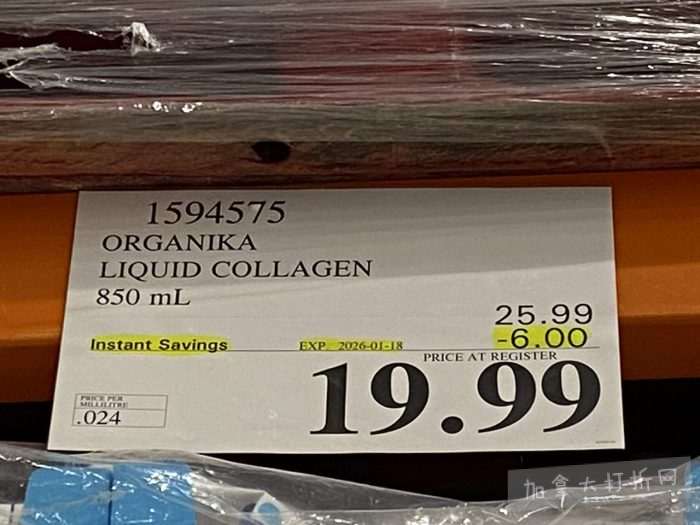 1594575
ORGANIKA
LIQUID COLLAGEN
850 mL
25.99
Instant Savings EXP. 2026-01-18 -6.00
PRICE AT REGISTER
19.99
PRICE PER
MILLILITRE
.024
加拿大打折网